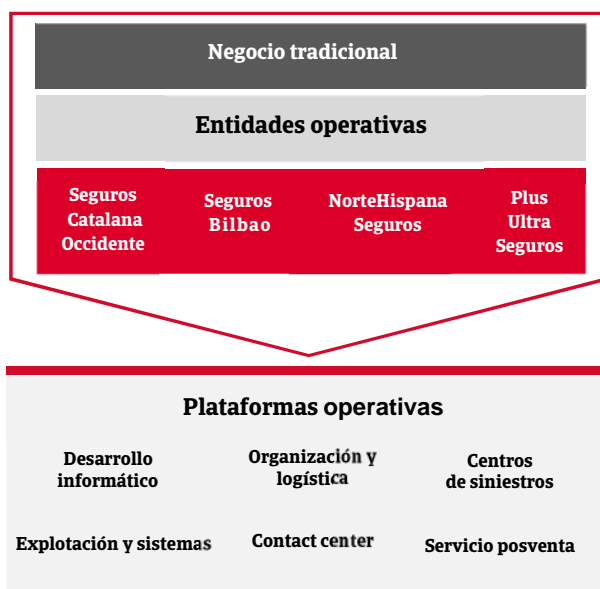 Negocio tradicional
Entidades operativas
Seguros
Catalana
Occidente
Seguros
Bilbao
NorteHispana
Seguros
Plus
Ultra
Seguros
Plataformas operativas
Desarrollo
informático
Organización y
logística
Centros
de siniestros
Explotación y sistemas
Contact center
Servicio posventa